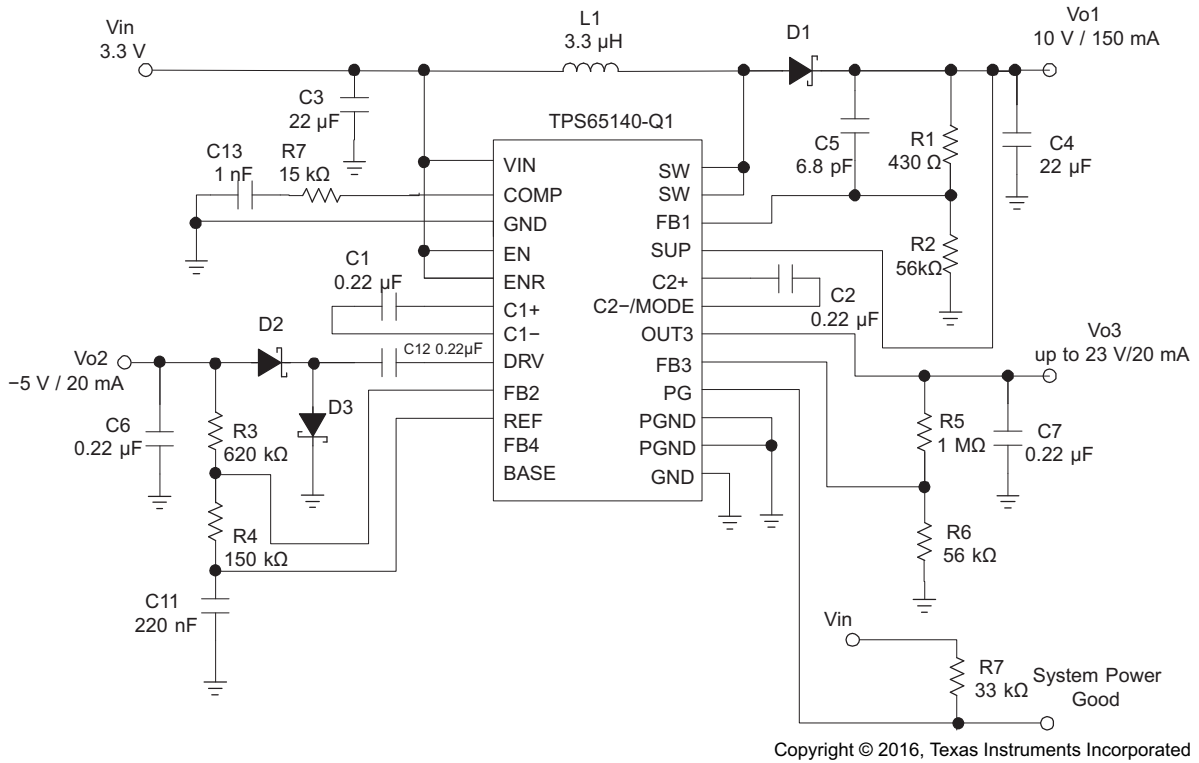 Vin
3.3 V
L1
3.3 µH
D1
Vo1
10 V / 150 mA
C3
22 µF
TPS65140-Q1
C5
6.8 pF
R1
430 Ω
C4
22 µF
C13
1 nF
R7
15 kΩ
VIN
COMP
GND
EN
ENR
C1+
C1−
DRV
FB2
REF
FB4
BASE
SW
SW
FB1
SUP
C2+
C2−/MODE
OUT3
FB3
PG
PGND
PGND
GND
R2
56kΩ
C1
0.22 µF
C2
0.22 µF
D2
C12 0.22µF
Vo2
−5 V / 20 mA
D3
Vo3
up to 23 V/20 mA
C6
0.22 µF
R3
620 kΩ
R5
1 MΩ
C7
0.22 µF
R4
150 kΩ
R6
56 kΩ
C11
220 nF
Vin
R7
33 kΩ
System Power
Good
Copyright © 2016, Texas Instruments Incorporated